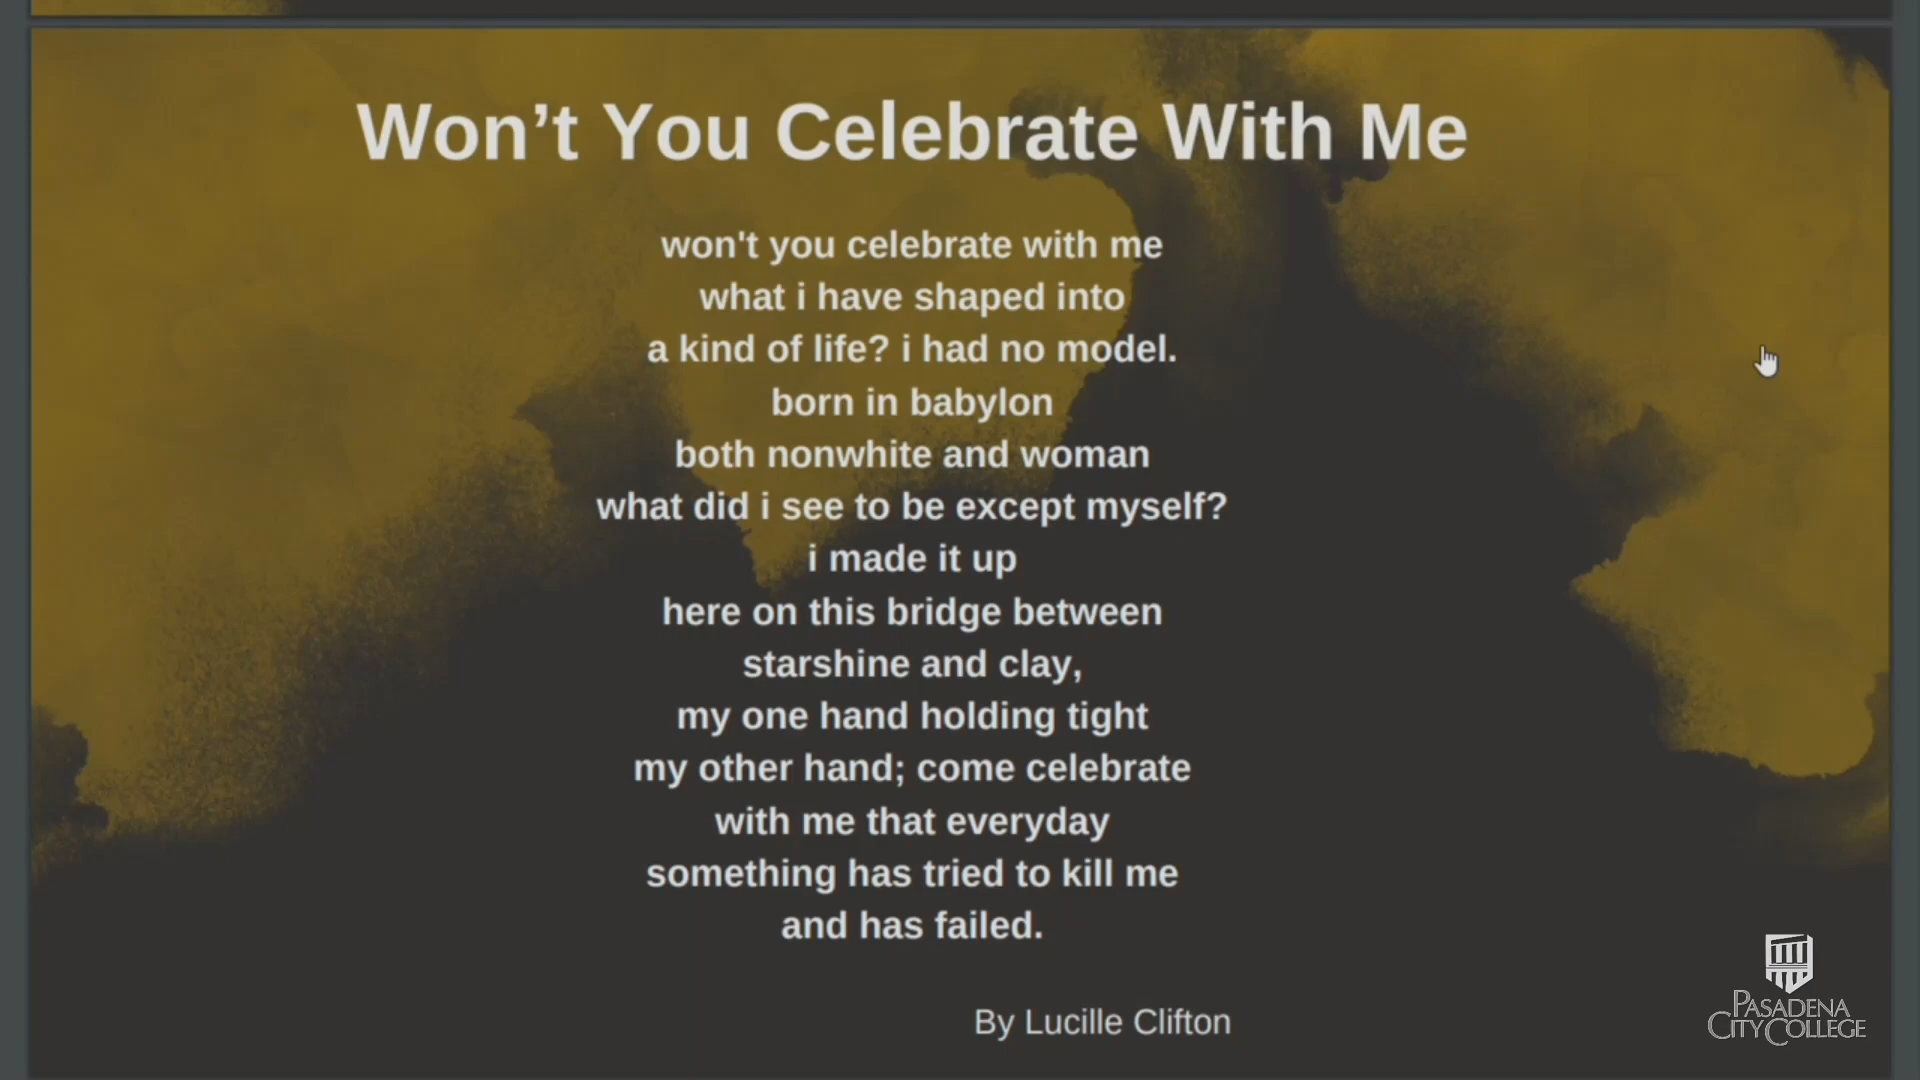 Won’t You Celebrate With Me
won't you celebrate with me
what i have shaped into
a kind of life? i had no model.
born in babylon
both nonwhite and woman
what did i see to be except myself?
i made it up
here on this bridge between
starshine and clay,
my one hand holding tight
my other hand; come celebrate
with me that everyday
something has tried to kill me
and has failed.
By Lucille Clifton
PASADENA
CITY COLLEGE